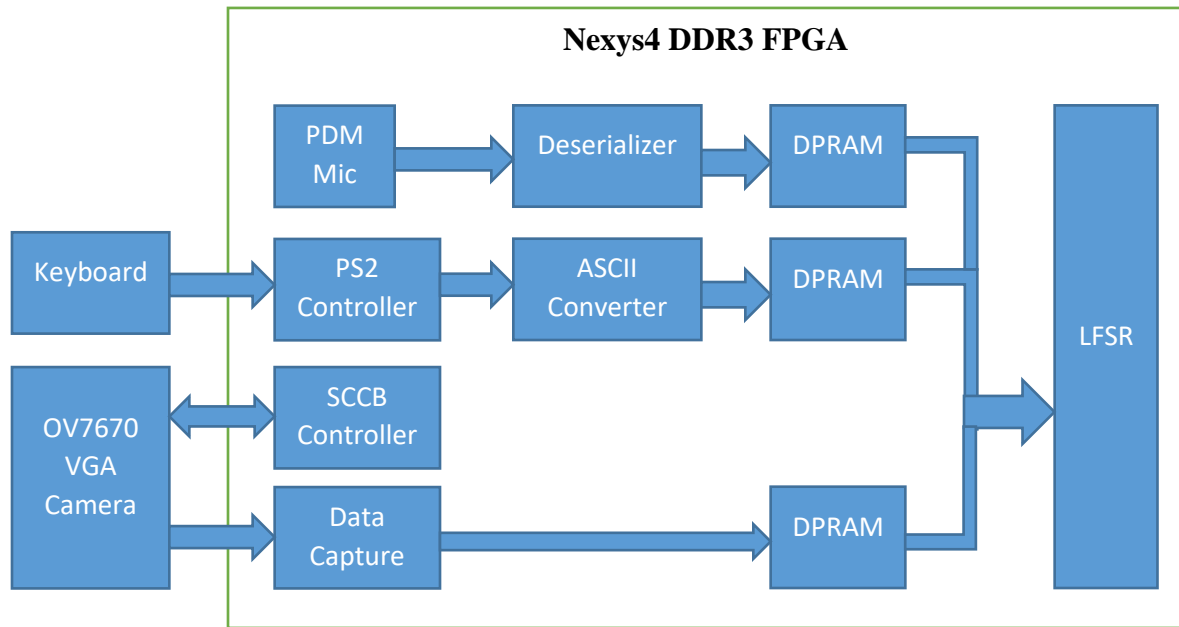 Nexys4 DDR3 FPGA
PDM
Mic
Deserializer
DPRAM
Keyboard
PS2
Controller
ASCII
Converter
DPRAM
LFSR
OV7670
VGA
Camera
SCCB
Controller
Data
Capture
DPRAM